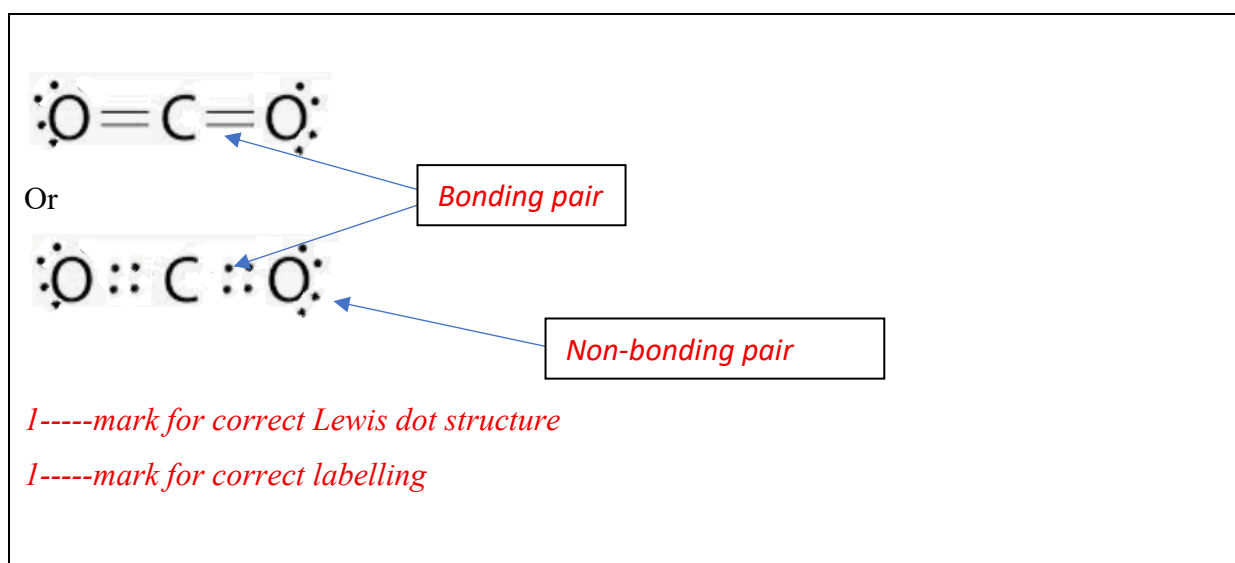 :O=C=O:
Bonding pair
Or
:O::C::O:
Non-bonding pair
1-----mark for correct Lewis dot structure
1-----mark for correct labelling